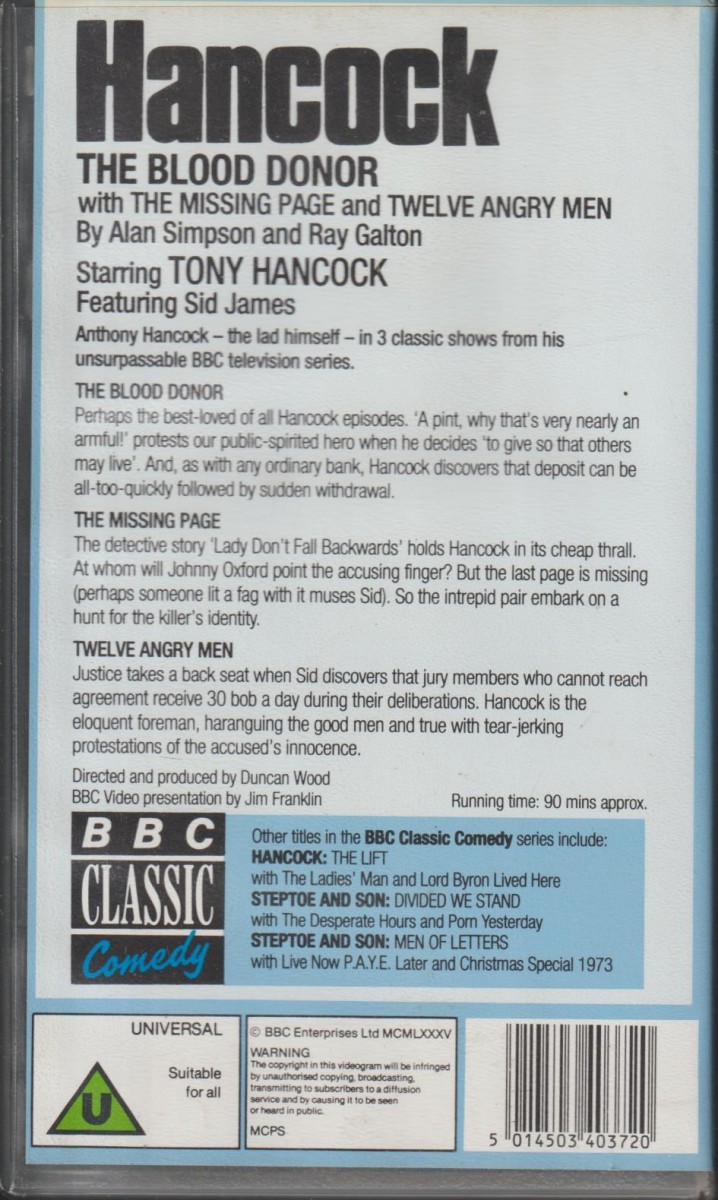 Hancock
THE BLOOD DONOR
with THE MISSING PAGE and TWELVE ANGRY MEN
By Alan Simpson and Ray Galton
Starring TONY HANCOCK
Featuring Sid James
Anthony Hancock – the lad himself – in 3 classic shows from his
unsurpassable BBC television series.
THE BLOOD DONOR
Perhaps the best-loved of all Hancock episodes. ‘A pint, why that's very nearly an
armful!’ protests our public-spirited hero when he decides ‘to give so that others
may live’. And, as with any ordinary bank, Hancock discovers that deposit can be
all-too-quickly followed by sudden withdrawal.
THE MISSING PAGE
The detective story ‘Lady Don't Fall Backwards’ holds Hancock in its cheap thrall.
At whom will Johnny Oxford point the accusing finger? But the last page is missing
(perhaps someone lit a fag with it muses Sid). So the intrepid pair embark on a
hunt for the killer's identity.
TWELVE ANGRY MEN
Justice takes a back seat when Sid discovers that jury members who cannot reach
agreement receive 30 bob a day during their deliberations. Hancock is the
eloquent foreman, haranguing the good men and true with tear-jerking
protestations of the accused's innocence.
Directed and produced by Duncan Wood
BBC Video presentation by Jim Franklin
Running time: 90 mins approx.
BBC
CLASSIC
Comedy
Other titles in the BBC Classic Comedy series include:
HANCOCK: THE LIFT
with The Ladies' Man and Lord Byron Lived Here
STEPTOE AND SON: DIVIDED WE STAND
with The Desperate Hours and Porn Yesterday
STEPTOE AND SON: MEN OF LETTERS
with Live Now P.A.Y.E. Later and Christmas Special 1973
UNIVERSAL
Suitable
for all
U
© BBC Enterprises Ltd MCMLXXXV
WARNING
The copyright in this videogram will be infringed
by unauthorised copying, broadcasting,
transmitting to subscribers to a diffusion
service and by causing it to be seen
or heard in public.
MCPS
5 014503 403720